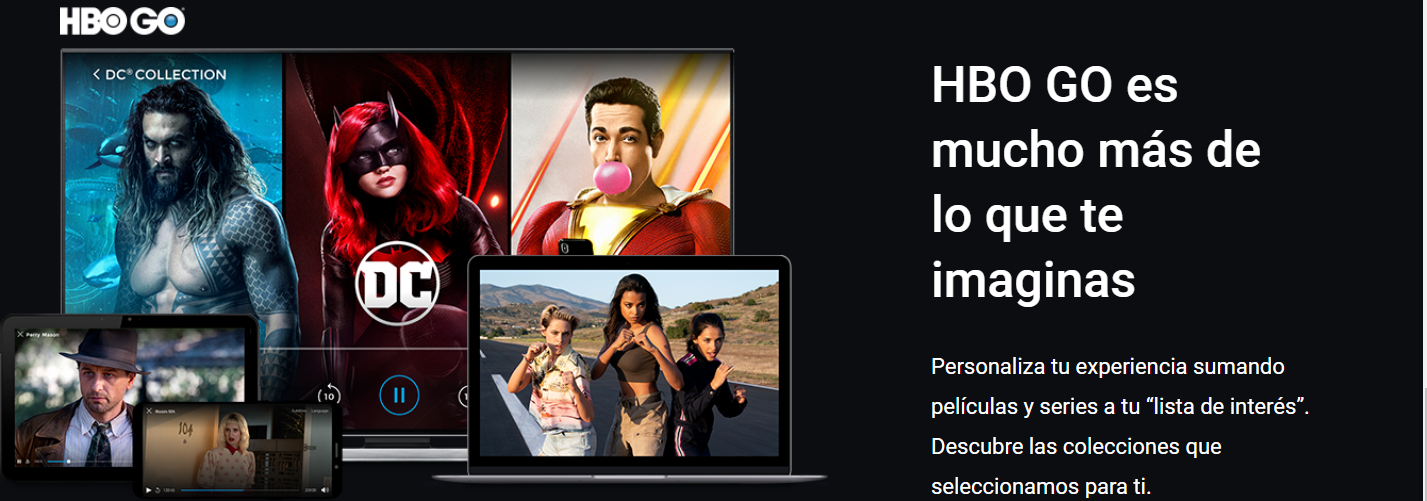 HBO GO
< DC® COLLECTION
HBO GO es
mucho más de
lo que te
imaginas
DC
Perry Mason
10
Room 104
104
Subtitles Language
Personaliza tu experiencia sumando
películas y series a tu “lista de interés”.
Descubre las colecciones que
seleccionamos para ti.